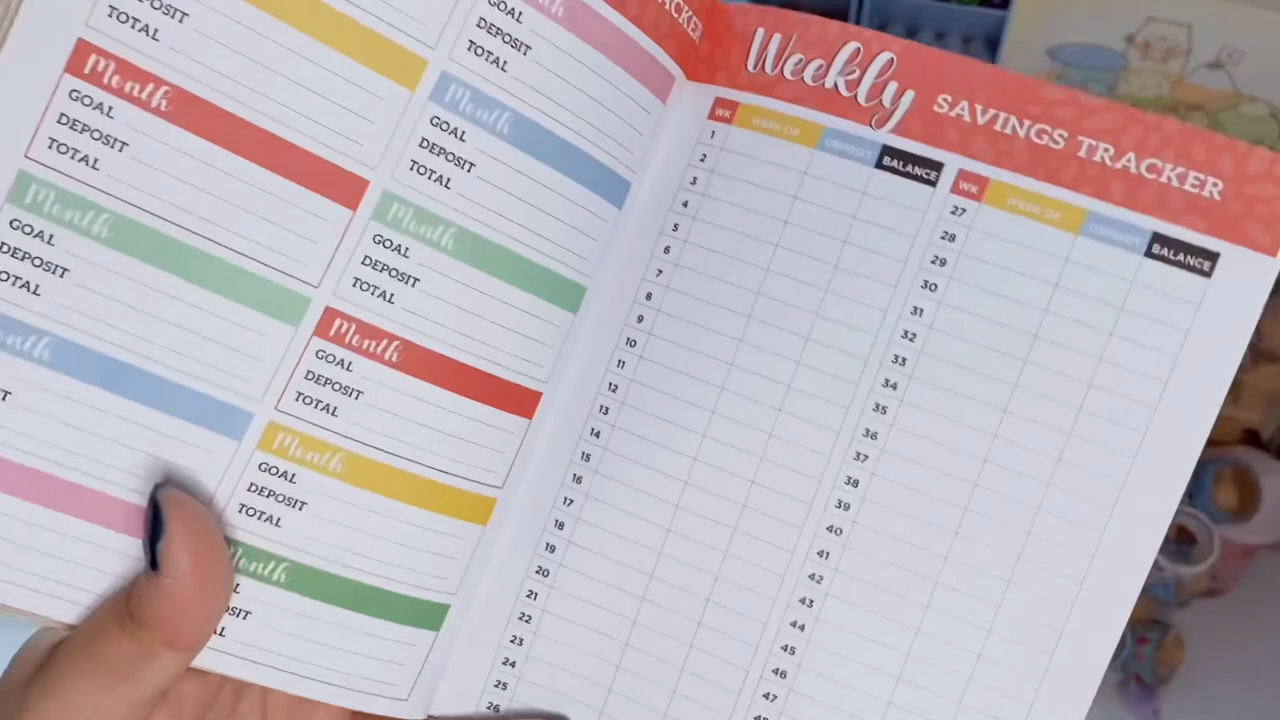 DEPOSIT
TOTAL
Month
GOAL
DEPOSIT
TOTAL
Month
GOAL
DEPOSIT
TOTAL
GOAL
DEPOSIT
TOTAL
Month
GOAL
DEPOSIT
TOTAL
Month
GOAL
DEPOSIT
TOTAL
Month
GOAL
DEPOSIT
TOTAL
Month
GOAL
DEPOSIT
TOTAL
Month
TRACKER
Weekly SAVINGS TRACKER
WK WEEK OF DEPOSIT BALANCE
1
2
3
4
5
6
7
8
9
10
11
12
13
14
15
16
17
18
19
20
21
22
23
24
25
26
WK WEEK OF DEPOSIT BALANCE
27
28
29
30
31
32
33
34
35
36
37
38
39
40
41
42
43
44
45
46
47
48